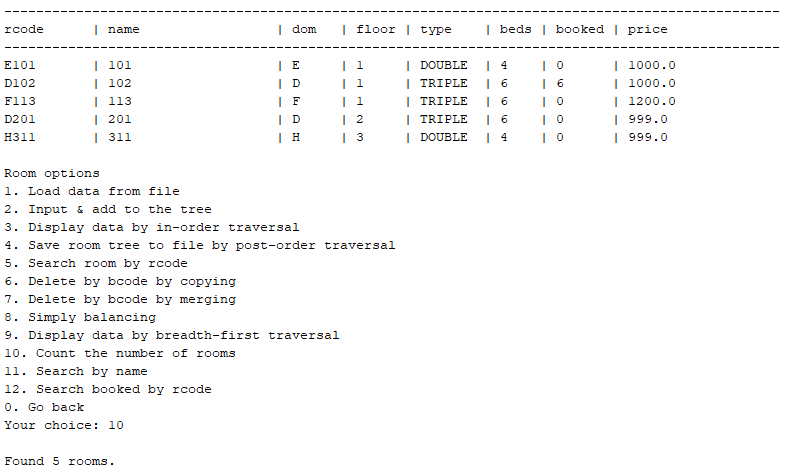 rcode | name | dom | floor | type | beds | booked | price
E101 | 101 | E | 1 | DOUBLE | 4 | 0 | 1000.0
D102 | 102 | D | 1 | TRIPLE | 6 | 6 | 1000.0
F113 | 113 | F | 1 | TRIPLE | 6 | 0 | 1200.0
D201 | 201 | D | 2 | TRIPLE | 6 | 0 | 999.0
H311 | 311 | H | 3 | DOUBLE | 4 | 0 | 999.0
Room options
1. Load data from file
2. Input & add to the tree
3. Display data by in-order traversal
4. Save room tree to file by post-order traversal
5. Search room by rcode
6. Delete by bcode by copying
7. Delete by bcode by merging
8. Simply balancing
9. Display data by breadth-first traversal
10. Count the number of rooms
11. Search by name
12. Search booked by rcode
0. Go back
Your choice: 10
Found 5 rooms.